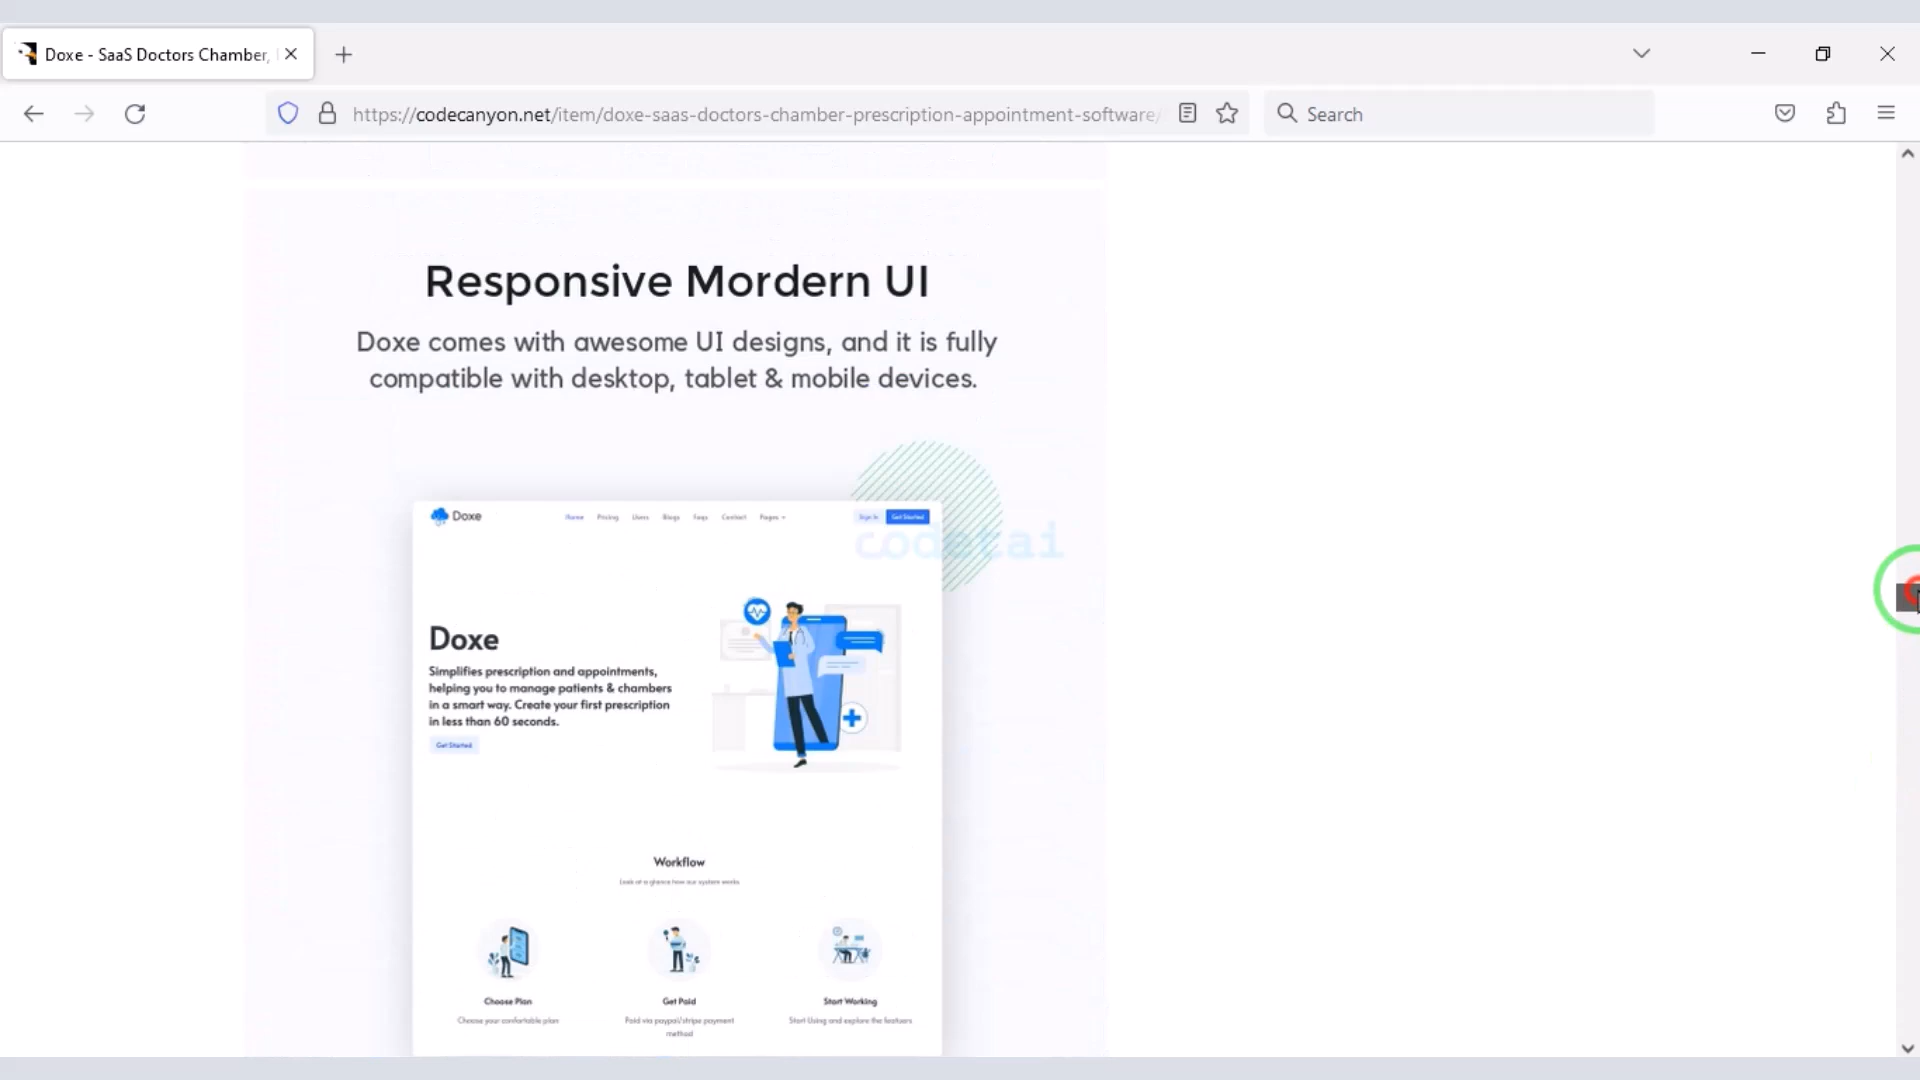 Doxe - SaaS Doctors Chamber,
https://codecanyon.net/item/doxe-saas-doctors-chamber-prescription-appointment-software/
Search
Responsive Mordern UI
Doxe comes with awesome UI designs, and it is fully
compatible with desktop, tablet & mobile devices.
Doxe
Home Pricing Users Blogs Faqs Contact Pages
Sign In Get Started
Doxe
Simplifies prescription and appointments,
helping you to manage patients & chambers
in a smart way. Create your first prescription
in less than 60 seconds.
Get Started
Workflow
Look at a glance how our system works
Choose Plan
Choose your comfortable plan
Get Paid
Paid via paypal/stripe payment
method
Start Working
Start Using and explore the featuers